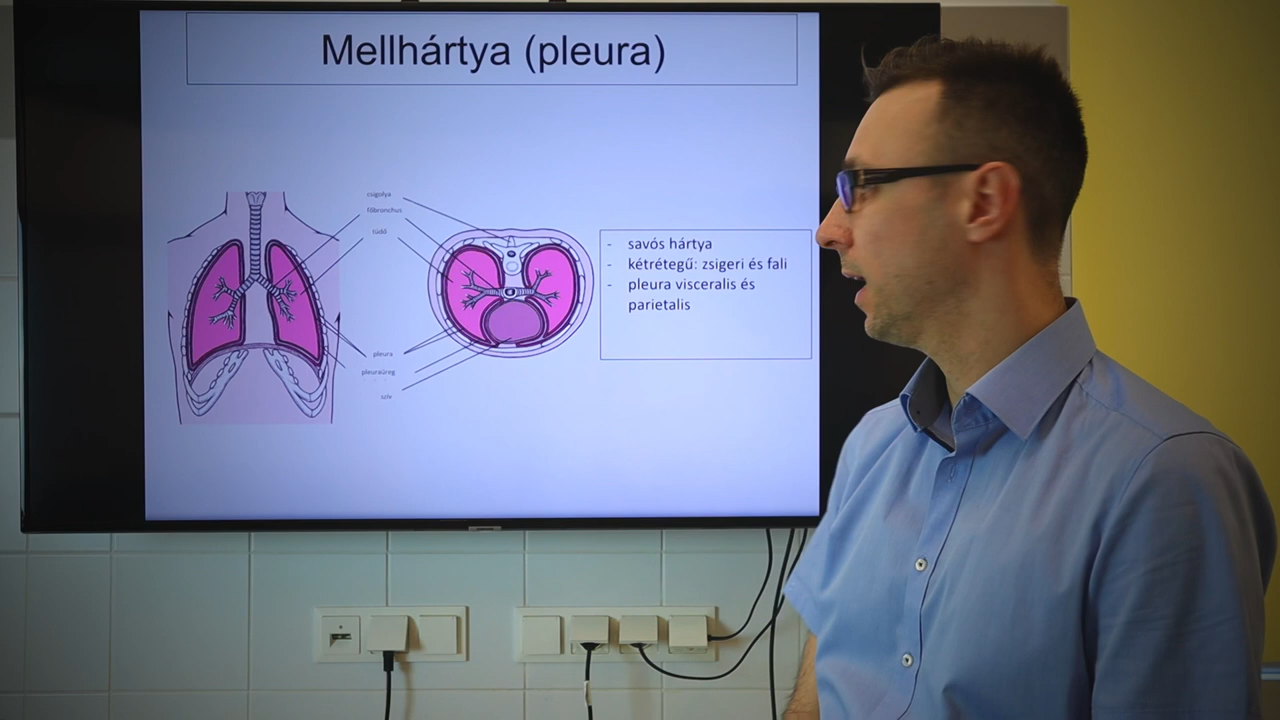 Mellhártya (pleura)
csigolya
főbronchus
tüdő
- savós hártya
- kétrétegű: zsigeri és fali
- pleura visceralis és
parietalis
pleura
pleuraüreg
szív